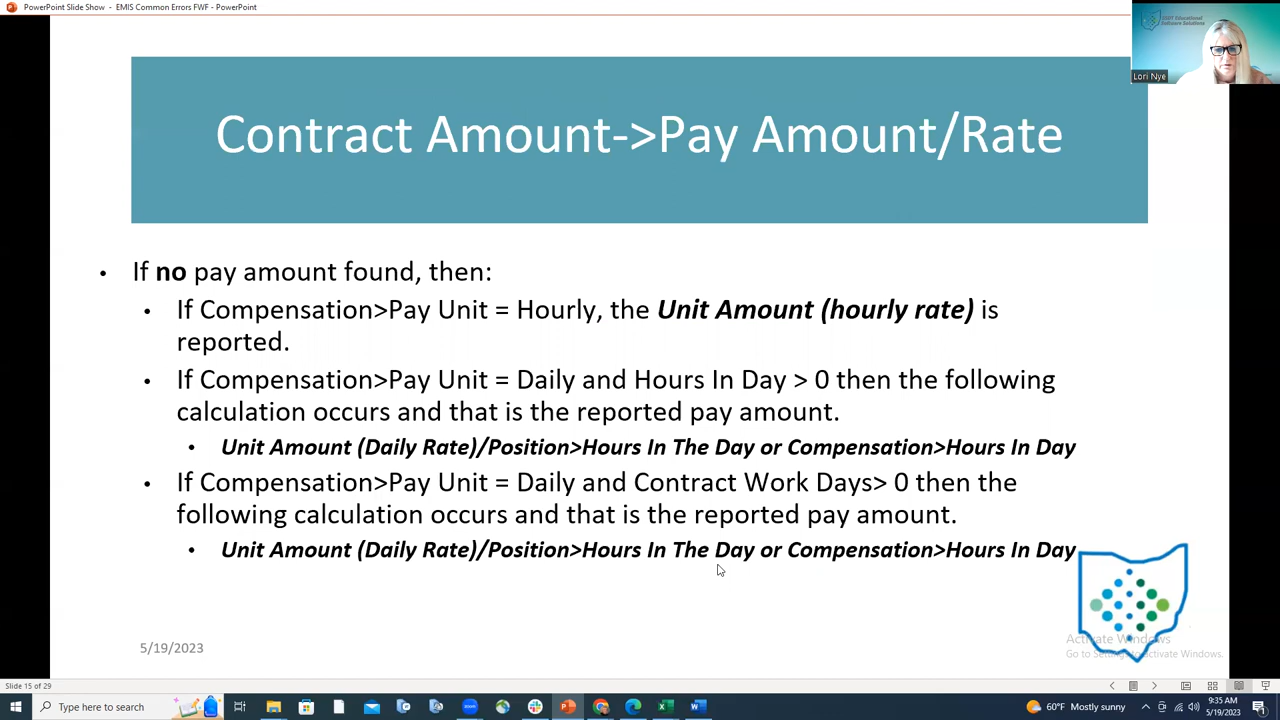 PowerPoint Slide Show - EMIS Common Errors FWF - PowerPoint
SSDT Educational
Software Solutions
Lori Nye
Contract Amount->Pay Amount/Rate
• If no pay amount found, then:
• If Compensation>Pay Unit = Hourly, the Unit Amount (hourly rate) is
reported.
• If Compensation>Pay Unit = Daily and Hours In Day > 0 then the following
calculation occurs and that is the reported pay amount.
• Unit Amount (Daily Rate)/Position>Hours In The Day or Compensation>Hours In Day
• If Compensation>Pay Unit = Daily and Contract Work Days> 0 then the
following calculation occurs and that is the reported pay amount.
• Unit Amount (Daily Rate)/Position>Hours In The Day or Compensation>Hours In Day
5/19/2023
Activate Windows
Go to Settings to activate Windows.
Slide 15 of 29
Type here to search
60°F Mostly sunny
9:35 AM
5/19/2023